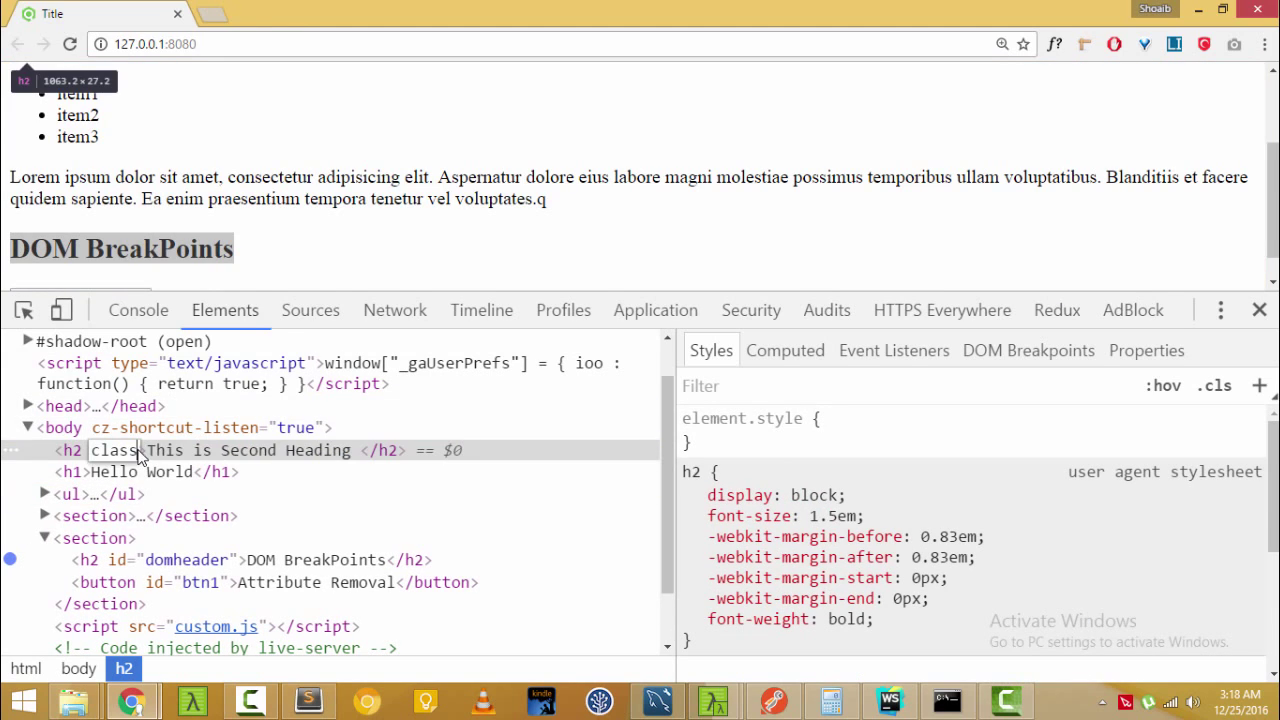 Title
Shoaib
127.0.0.1:8080
f?
h2 1063.2×27.2
item1
item2
item3
Lorem ipsum dolor sit amet, consectetur adipisicing elit. Aspernatur dolore eius labore magni molestiae possimus temporibus ullam voluptatibus. Blanditiis et facere
quidem sapiente. Ea enim praesentium tempora tenetur vel voluptates.q
DOM BreakPoints
Console Elements Sources Network Timeline Profiles Application Security Audits HTTPS Everywhere Redux AdBlock
#shadow-root (open)
<script type="text/javascript">window["_gaUserPrefs"] = { ioo :
function() { return true; } }</script>
<head>…</head>
<body cz-shortcut-listen="true">
<h2 class This is Second Heading </h2> == $0
<h1>Hello World</h1>
<ul>…</ul>
<section>…</section>
<section>
<h2 id="domheader">DOM BreakPoints</h2>
<button id="btn1">Attribute Removal</button>
</section>
<script src="custom.js"></script>
<!-- Code injected by live-server -->
html body h2
Styles Computed Event Listeners DOM Breakpoints Properties
Filter :hov .cls +
element.style {
}
h2 { user agent stylesheet
display: block;
font-size: 1.5em;
-webkit-margin-before: 0.83em;
-webkit-margin-after: 0.83em;
-webkit-margin-start: 0px;
-webkit-margin-end: 0px;
font-weight: bold;
}
Activate Windows
Go to PC settings to activate Windows.
kindle
WS
3:18 AM
12/25/2016